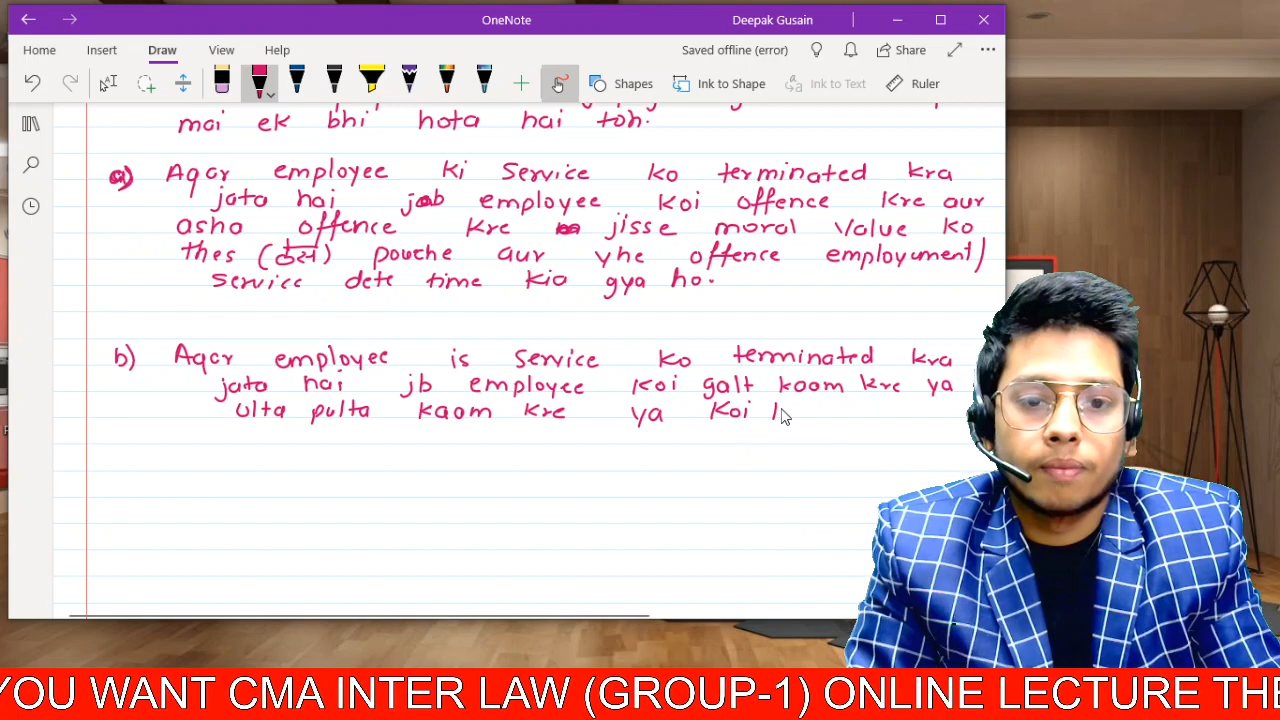 OneNote
Deepak Gusain
Home Insert Draw View Help
Saved offline (error)
Share
Shapes
Ink to Shape
Ink to Text
Ruler
mai ek bhi hota hai toh.
a) Agar employee ki Service ko terminated kra
jata hai jab employee koi offence kre aur
asha offence kre jisse moral value ko
thes (ठेस) pouche aur yhe offence employument)
service dete time kia gya ho.
b) Agar employee is Service ko terminated kra
jata hai jb employee koi galt kaam kre ya
ulta pulta kaam kre ya koi
YOU WANT CMA INTER LAW (GROUP-1) ONLINE LECTURE THE